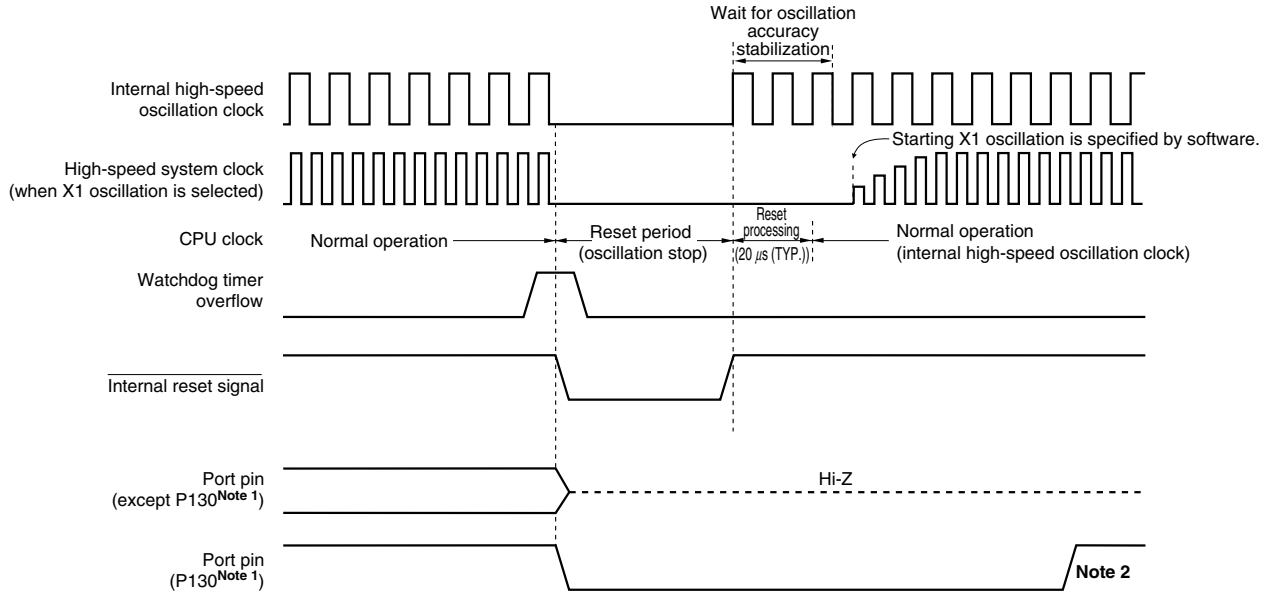 Wait for oscillation
accuracy
stabilization
Internal high-speed
oscillation clock
Starting X1 oscillation is specified by software.
High-speed system clock
(when X1 oscillation is selected)
CPU clock
Normal operation
Reset period
(oscillation stop)
Reset
processing
(20 μs (TYP.))
Normal operation
(internal high-speed oscillation clock)
Watchdog timer
overflow
Internal reset signal
Port pin
(except P130Note 1)
Hi-Z
Port pin
(P130Note 1)
Note 2